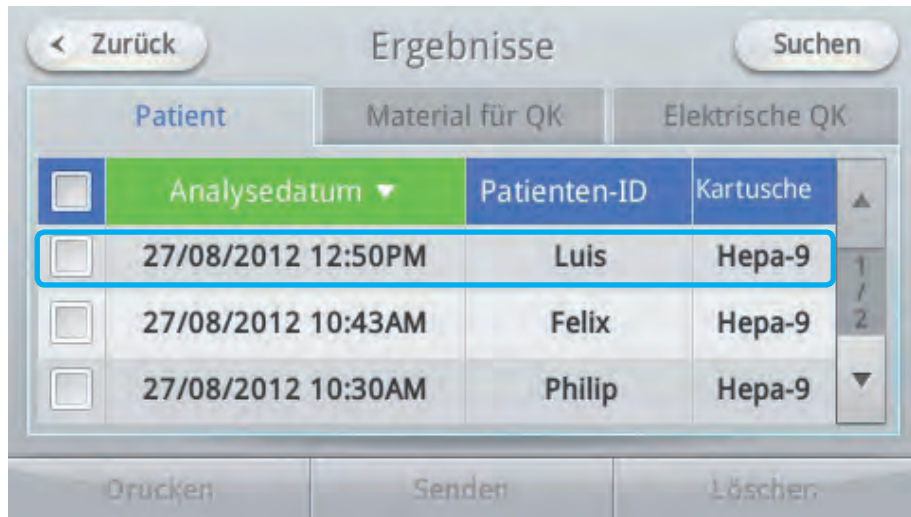 < Zurück Ergebnisse Suchen
Patient Material für QK Elektrische QK
Analysedatum ▼ Patienten-ID Kartusche
27/08/2012 12:50PM Luis Hepa-9
27/08/2012 10:43AM Felix Hepa-9
27/08/2012 10:30AM Philip Hepa-9
1
/
2
Drucken Senden Löschen